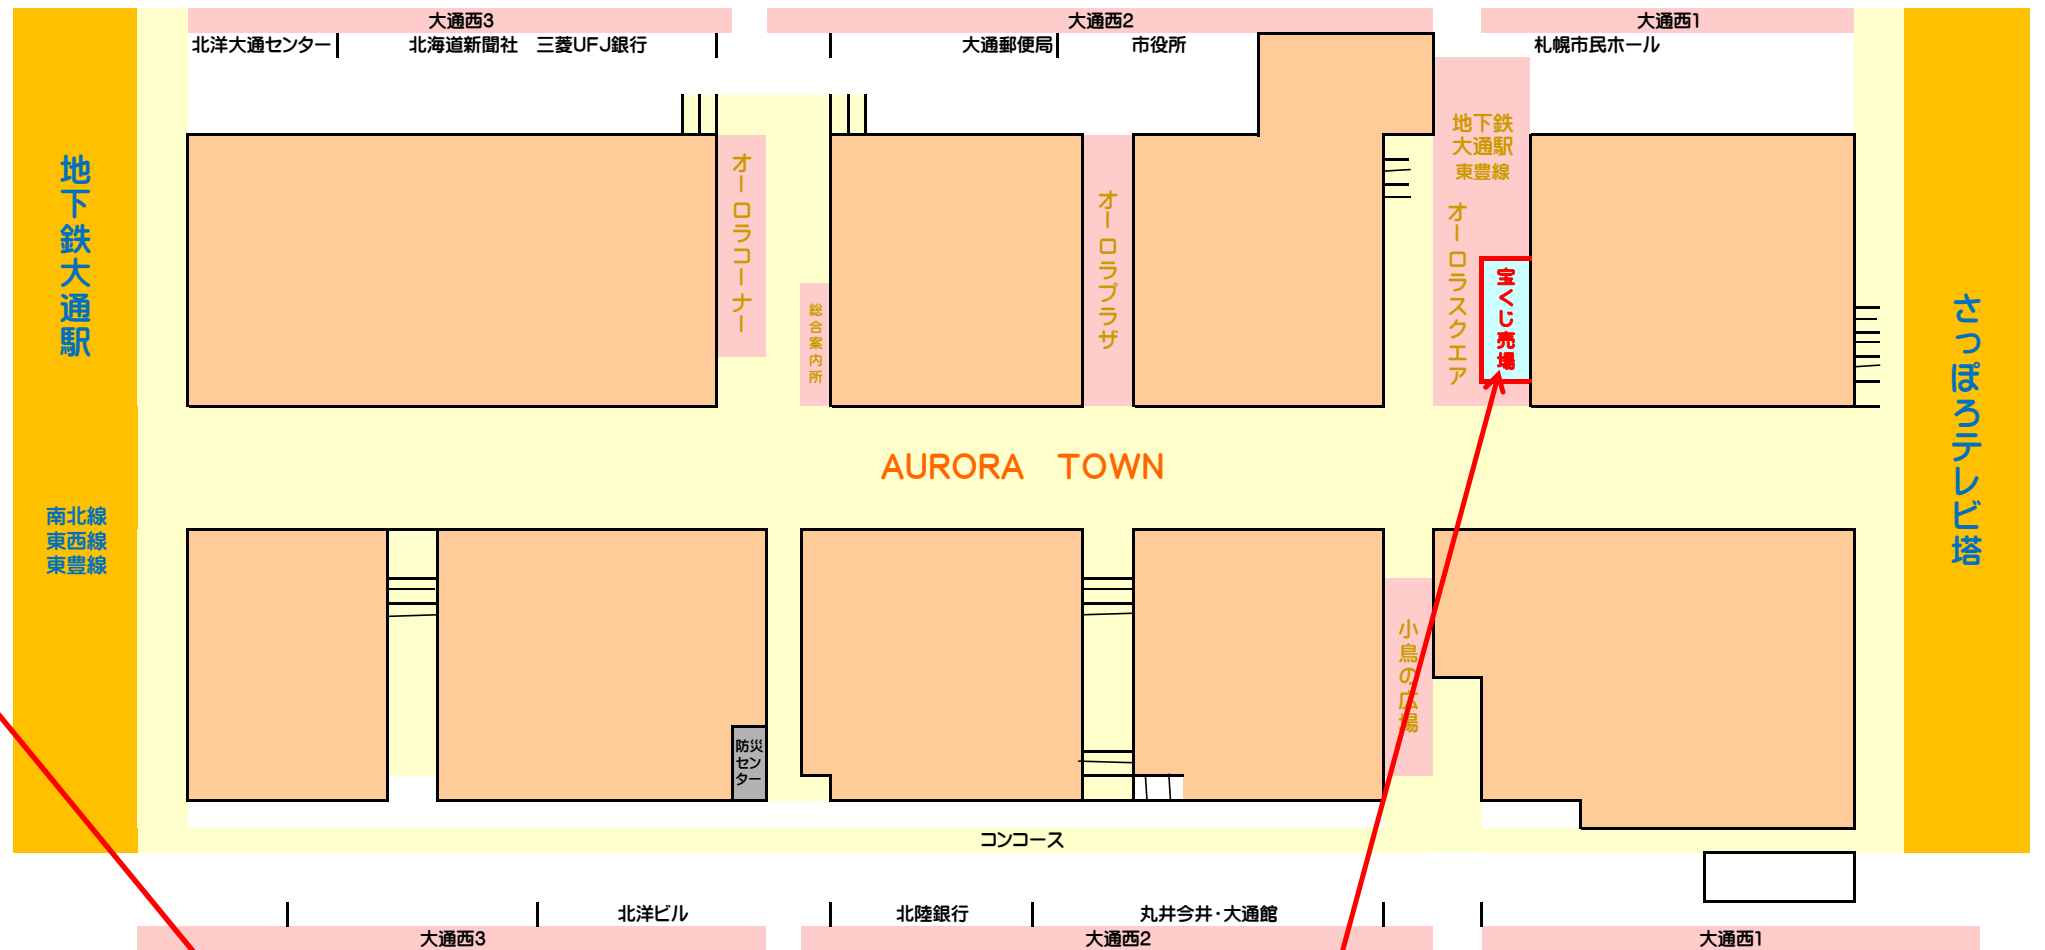 大通西3
大通西2
大通西1
北洋大通センター
北海道新聞社 三菱UFJ銀行
大通郵便局
市役所
札幌市民ホール
地下鉄大通駅
南北線
東西線
東豊線
オーロラコーナー
総合案内所
オーロラプラザ
地下鉄
大通駅
東豊線
オーロラスクエア
宝くじ売場
さっぽろテレビ塔
AURORA TOWN
小鳥の広場
防災
セン
ター
コンコース
北洋ビル
北陸銀行
丸井今井・大通館
大通西3
大通西2
大通西1